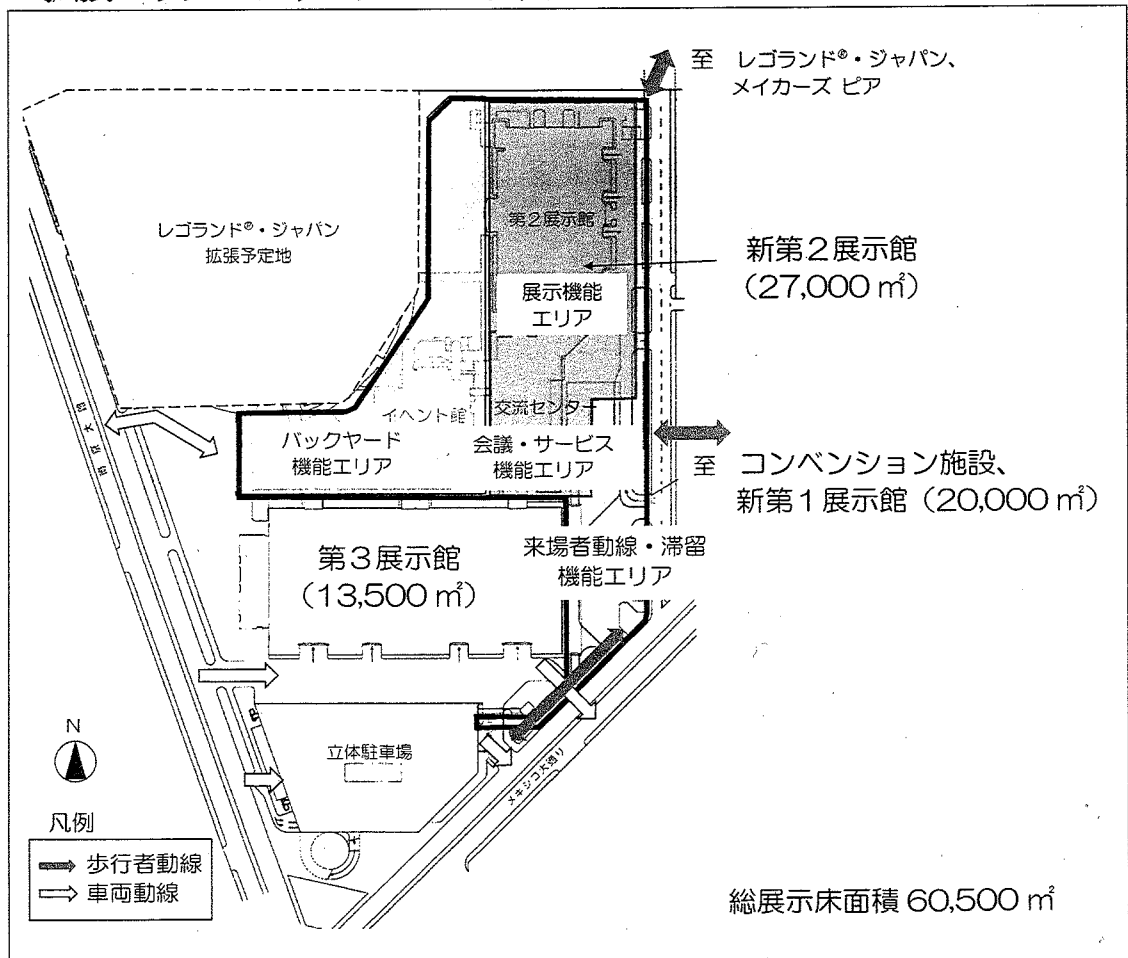 至 レゴランド®・ジャパン、
メイカーズ ピア
レゴランド®・ジャパン
拡張予定地
第2展示館
新第2展示館
(27,000 ㎡)
展示機能
エリア
イベント館
交流センター
バックヤード
機能エリア
会議・サービス
機能エリア
至 コンベンション施設、
新第1展示館 (20,000 ㎡)
第3展示館
(13,500 ㎡)
来場者動線・滞留
機能エリア
N
立体駐車場
メキシコ大通り
凡例
歩行者動線
車両動線
総展示床面積 60,500 ㎡